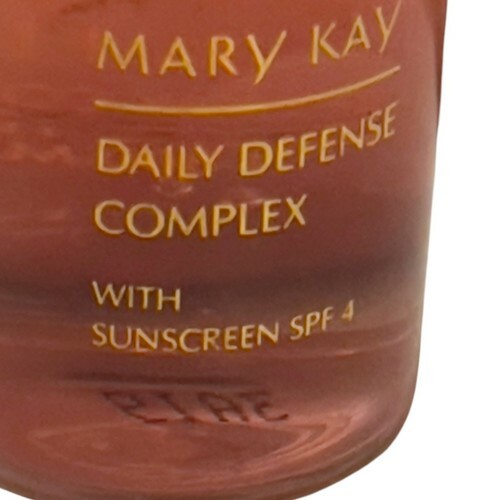 MARY KAY
DAILY DEFENSE
COMPLEX
WITH
SUNSCREEN SPF 4